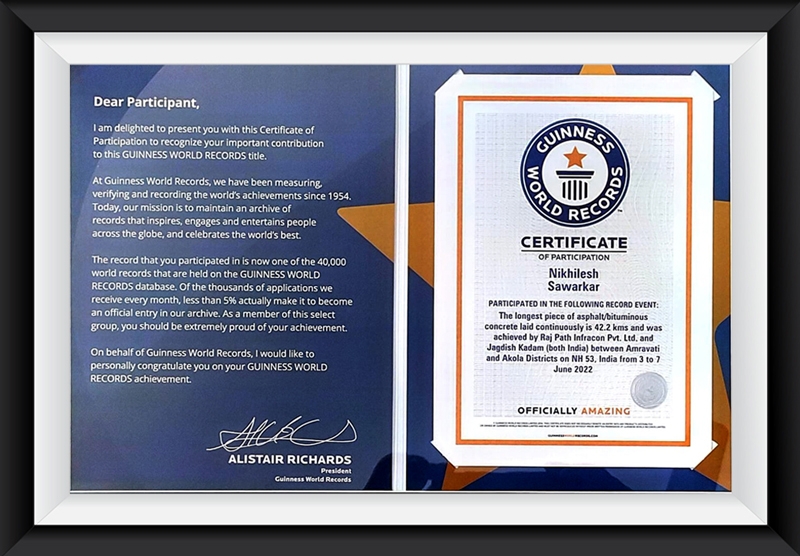 Dear Participant,
I am delighted to present you with this Certificate of
Participation to recognize your important contribution
to this GUINNESS WORLD RECORDS title.
At Guinness World Records, we have been measuring,
verifying and recording the world's achievements since 1954.
Today, our mission is to maintain an archive of
records that inspires, engages and entertains people
across the globe, and celebrates the world's best.
The record that you participated in is now one of the 40,000
world records that are held on the GUINNESS WORLD
RECORDS database. Of the thousands of applications we
receive every month, less than 5% actually make it to become
an official entry in our archive. As a member of this select
group, you should be extremely proud of your achievement.
On behalf of Guinness World Records, I would like to
personally congratulate you on your GUINNESS WORLD
RECORDS achievement.
ALISTAIR RICHARDS
President
Guinness World Records
GUINNESS
WORLD RECORDS
TM
CERTIFICATE
OF PARTICIPATION
Nikhilesh
Sawarkar
PARTICIPATED IN THE FOLLOWING RECORD EVENT:
The longest piece of asphalt/bituminous
concrete laid continuously is 42.2 kms and was
achieved by Raj Path Infracon Pvt. Ltd. and
Jagdish Kadam (both India) between Amravati
and Akola Districts on NH 53, India from 3 to 7
June 2022
OFFICIALLY AMAZING
GUINNESSWORLDRECORDS.COM